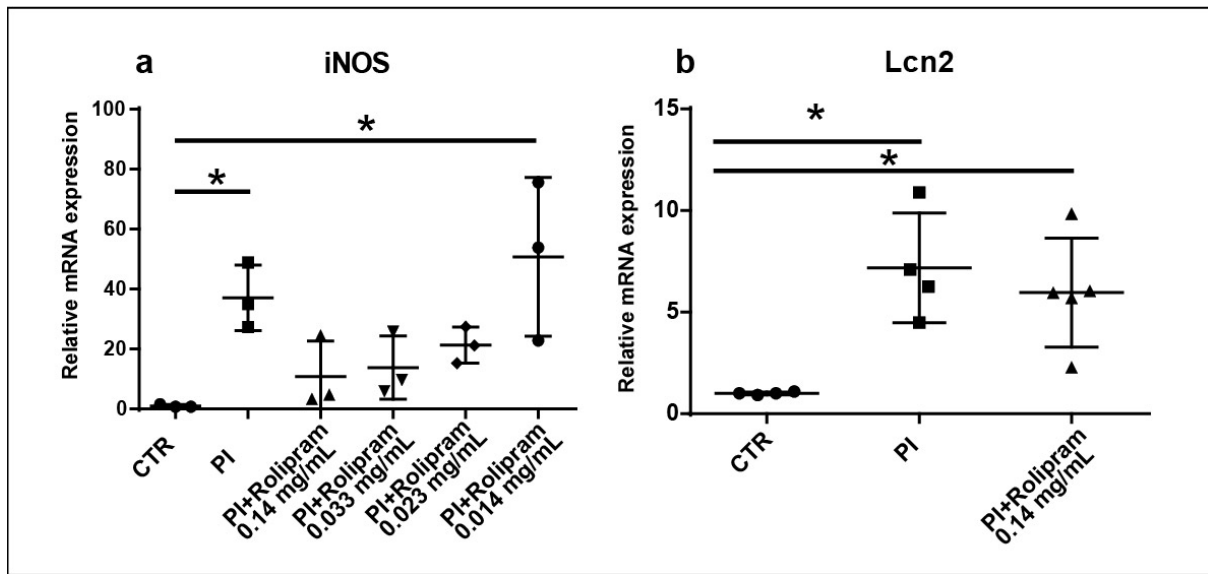 a
iNOS
Relative mRNA expression
100
80
60
40
20
0
*
*
CTR
PI
PI+Rolipram
0.14 mg/mL
PI+Rolipram
0.033 mg/mL
PI+Rolipram
0.023 mg/mL
PI+Rolipram
0.014 mg/mL
b
Lcn2
Relative mRNA expression
15
10
5
0
*
*
CTR
PI
PI+Rolipram
0.14 mg/mL